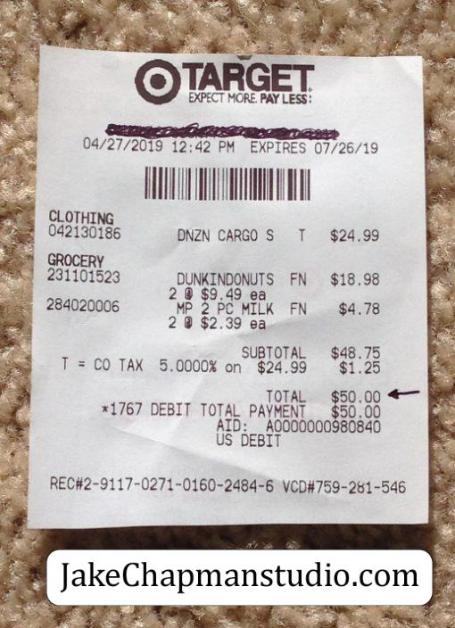 TARGET
EXPECT MORE. PAY LESS.
04/27/2019 12:42 PM EXPIRES 07/26/19
CLOTHING
042130186 DNZN CARGO S T $24.99
GROCERY
231101523 DUNKINDONUTS FN $18.98
2 @ $9.49 ea
284020006 MP 2 PC MILK FN $4.78
2 @ $2.39 ea
SUBTOTAL $48.75
T = CO TAX 5.0000% on $24.99 $1.25
TOTAL $50.00
*1767 DEBIT TOTAL PAYMENT $50.00
AID: A0000000980840
US DEBIT
REC#2-9117-0271-0160-2484-6 VCD#759-281-546
JakeChapmanstudio.com